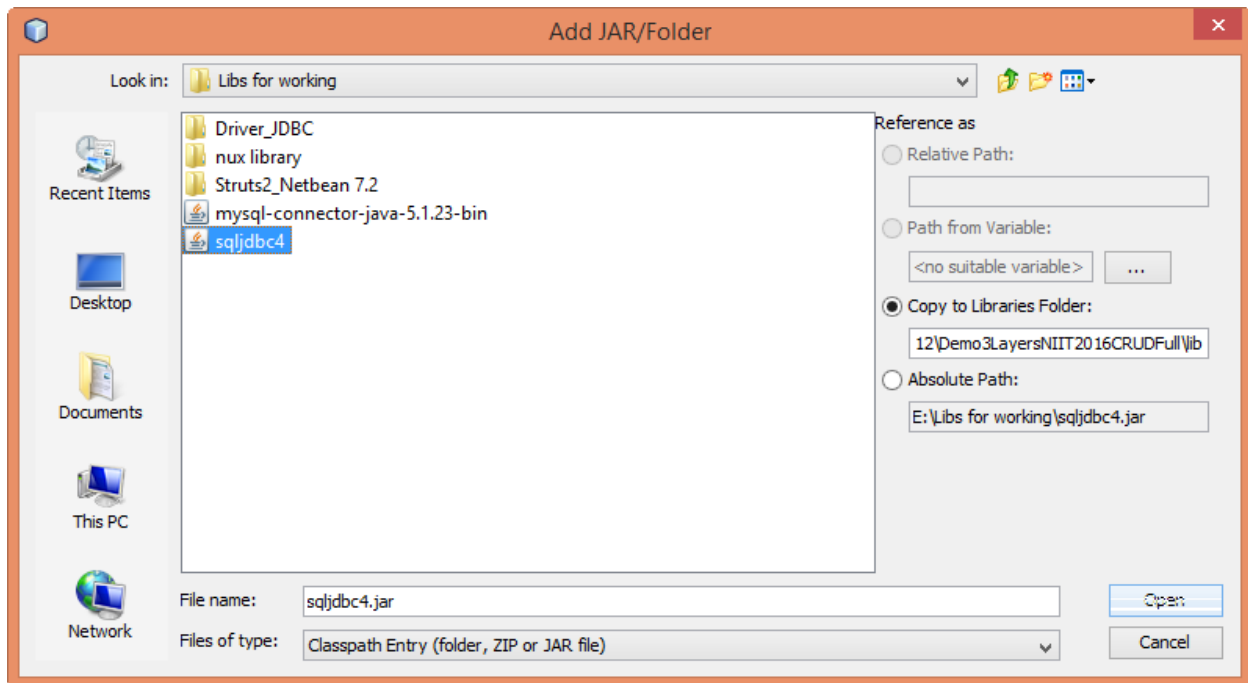 Add JAR/Folder
Look in:
Libs for working
Recent Items
Desktop
Documents
This PC
Network
Driver_JDBC
nux library
Struts2_Netbean 7.2
mysql-connector-java-5.1.23-bin
sqljdbc4
Reference as
Relative Path:
Path from Variable:
<no suitable variable> ...
Copy to Libraries Folder:
12\Demo3LayersNIIT2016CRUDFull\lib
Absolute Path:
E:\Libs for working\sqljdbc4.jar
File name: sqljdbc4.jar
Open
Files of type: Classpath Entry (folder, ZIP or JAR file)
Cancel